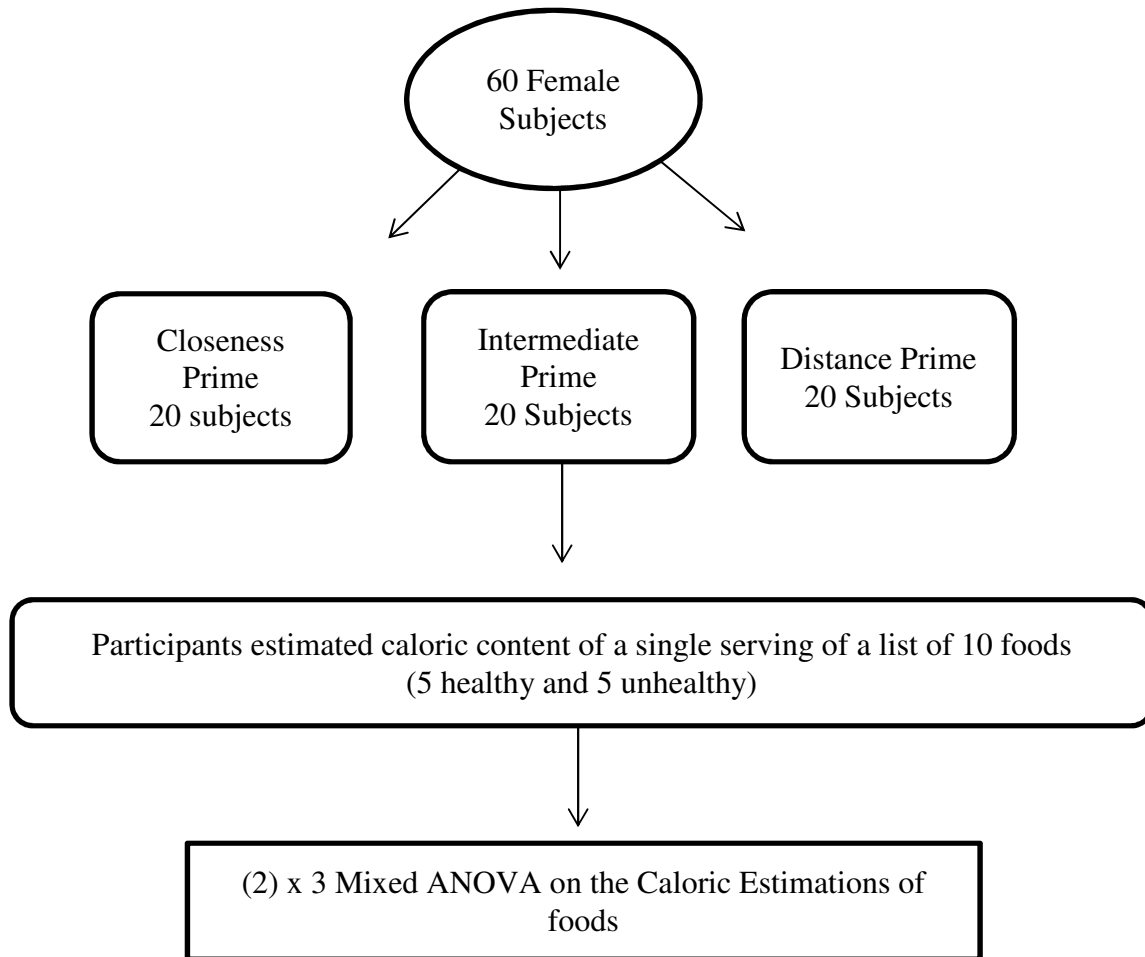 60 Female
Subjects
Closeness
Prime
20 subjects
Intermediate
Prime
20 Subjects
Distance Prime
20 Subjects
Participants estimated caloric content of a single serving of a list of 10 foods
(5 healthy and 5 unhealthy)
(2) x 3 Mixed ANOVA on the Caloric Estimations of
foods